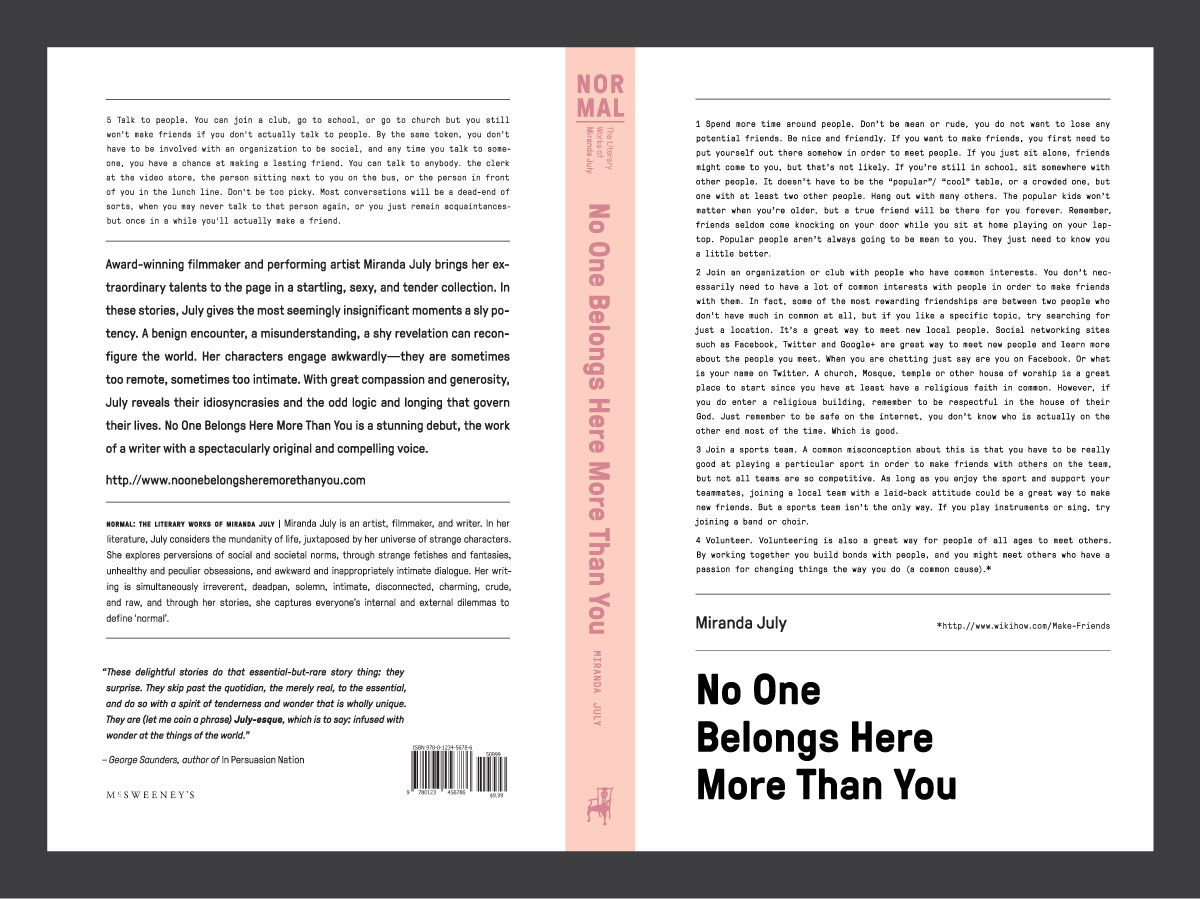 5 Talk to people. You can join a club, go to school, or go to church but you still
won't make friends if you don't actually talk to people. By the same token, you don't
have to be involved with an organization to be social, and any time you talk to some-
one, you have a chance at making a lasting friend. You can talk to anybody. the clerk
at the video store, the person sitting next to you on the bus, or the person in front
of you in the lunch line. Don't be too picky. Most conversations will be a dead-end of
sorts, when you may never talk to that person again, or you just remain acquaintances-
but once in a while you'll actually make a friend.
Award-winning filmmaker and performing artist Miranda July brings her ex-
traordinary talents to the page in a startling, sexy, and tender collection. In
these stories, July gives the most seemingly insignificant moments a sly po-
tency. A benign encounter, a misunderstanding, a shy revelation can recon-
figure the world. Her characters engage awkwardly—they are sometimes
too remote, sometimes too intimate. With great compassion and generosity,
July reveals their idiosyncrasies and the odd logic and longing that govern
their lives. No One Belongs Here More Than You is a stunning debut, the work
of a writer with a spectacularly original and compelling voice.
http://www.noonebelongsheremorethanyou.com
NORMAL: THE LITERARY WORKS OF MIRANDA JULY | Miranda July is an artist, filmmaker, and writer. In her
literature, July considers the mundanity of life, juxtaposed by her universe of strange characters.
She explores perversions of social and societal norms, through strange fetishes and fantasies,
unhealthy and peculiar obsessions, and awkward and inappropriately intimate dialogue. Her writ-
ing is simultaneously irreverent, deadpan, solemn, intimate, disconnected, charming, crude,
and raw, and through her stories, she captures everyone's internal and external dilemmas to
define 'normal'.
"These delightful stories do that essential-but-rare story thing: they
surprise. They skip past the quotidian, the merely real, to the essential,
and do so with a spirit of tenderness and wonder that is wholly unique.
They are (let me coin a phrase) July-esque, which is to say: infused with
wonder at the things of the world."
– George Saunders, author of In Persuasion Nation
McSWEENEY'S
ISBN 978-0-1234-5678-6
50999
9 780123 456786
$9.99
NOR
MAL
The Literary
Works of
Miranda July
No One Belongs Here More Than You
MIRANDA JULY
1 Spend more time around people. Don't be mean or rude, you do not want to lose any
potential friends. Be nice and friendly. If you want to make friends, you first need to
put yourself out there somehow in order to meet people. If you just sit alone, friends
might come to you, but that's not likely. If you're still in school, sit somewhere with
other people. It doesn't have to be the "popular"/ "cool" table, or a crowded one, but
one with at least two other people. Hang out with many others. The popular kids won't
matter when you're older, but a true friend will be there for you forever. Remember,
friends seldom come knocking on your door while you sit at home playing on your lap-
top. Popular people aren't always going to be mean to you. They just need to know you
a little better.
2 Join an organization or club with people who have common interests. You don't nec-
essarily need to have a lot of common interests with people in order to make friends
with them. In fact, some of the most rewarding friendships are between two people who
don't have much in common at all, but if you like a specific topic, try searching for
just a location. It's a great way to meet new local people. Social networking sites
such as Facebook, Twitter and Google+ are great way to meet new people and learn more
about the people you meet. When you are chatting just say are you on Facebook. Or what
is your name on Twitter. A church, Mosque, temple or other house of worship is a great
place to start since you have at least have a religious faith in common. However, if
you do enter a religious building, remember to be respectful in the house of their
God. Just remember to be safe on the internet, you don't know who is actually on the
other end most of the time. Which is good.
3 Join a sports team. A common misconception about this is that you have to be really
good at playing a particular sport in order to make friends with others on the team,
but not all teams are so competitive. As long as you enjoy the sport and support your
teammates, joining a local team with a laid-back attitude could be a great way to make
new friends. But a sports team isn't the only way. If you play instruments or sing, try
joining a band or choir.
4 Volunteer. Volunteering is also a great way for people of all ages to meet others.
By working together you build bonds with people, and you might meet others who have a
passion for changing things the way you do (a common cause).*
Miranda July
*http://www.wikihow.com/Make-Friends
No One
Belongs Here
More Than You